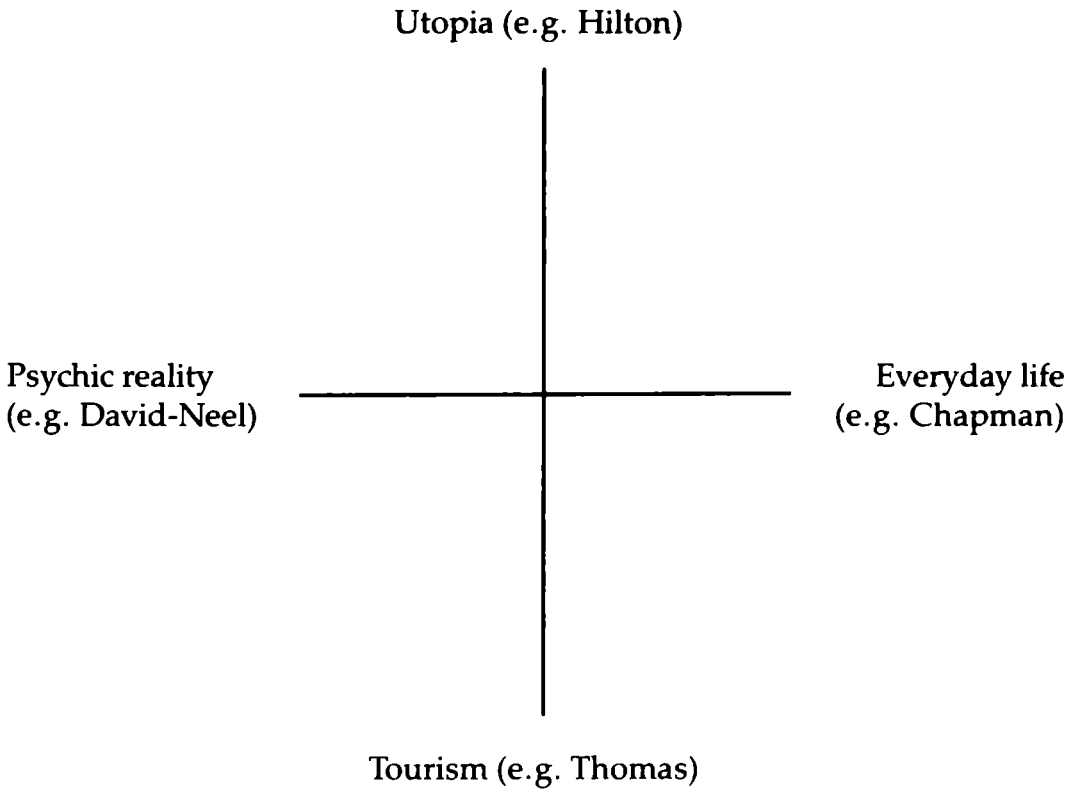 Utopia (e.g. Hilton)
Psychic reality
(e.g. David-Neel)
Everyday life
(e.g. Chapman)
Tourism (e.g. Thomas)